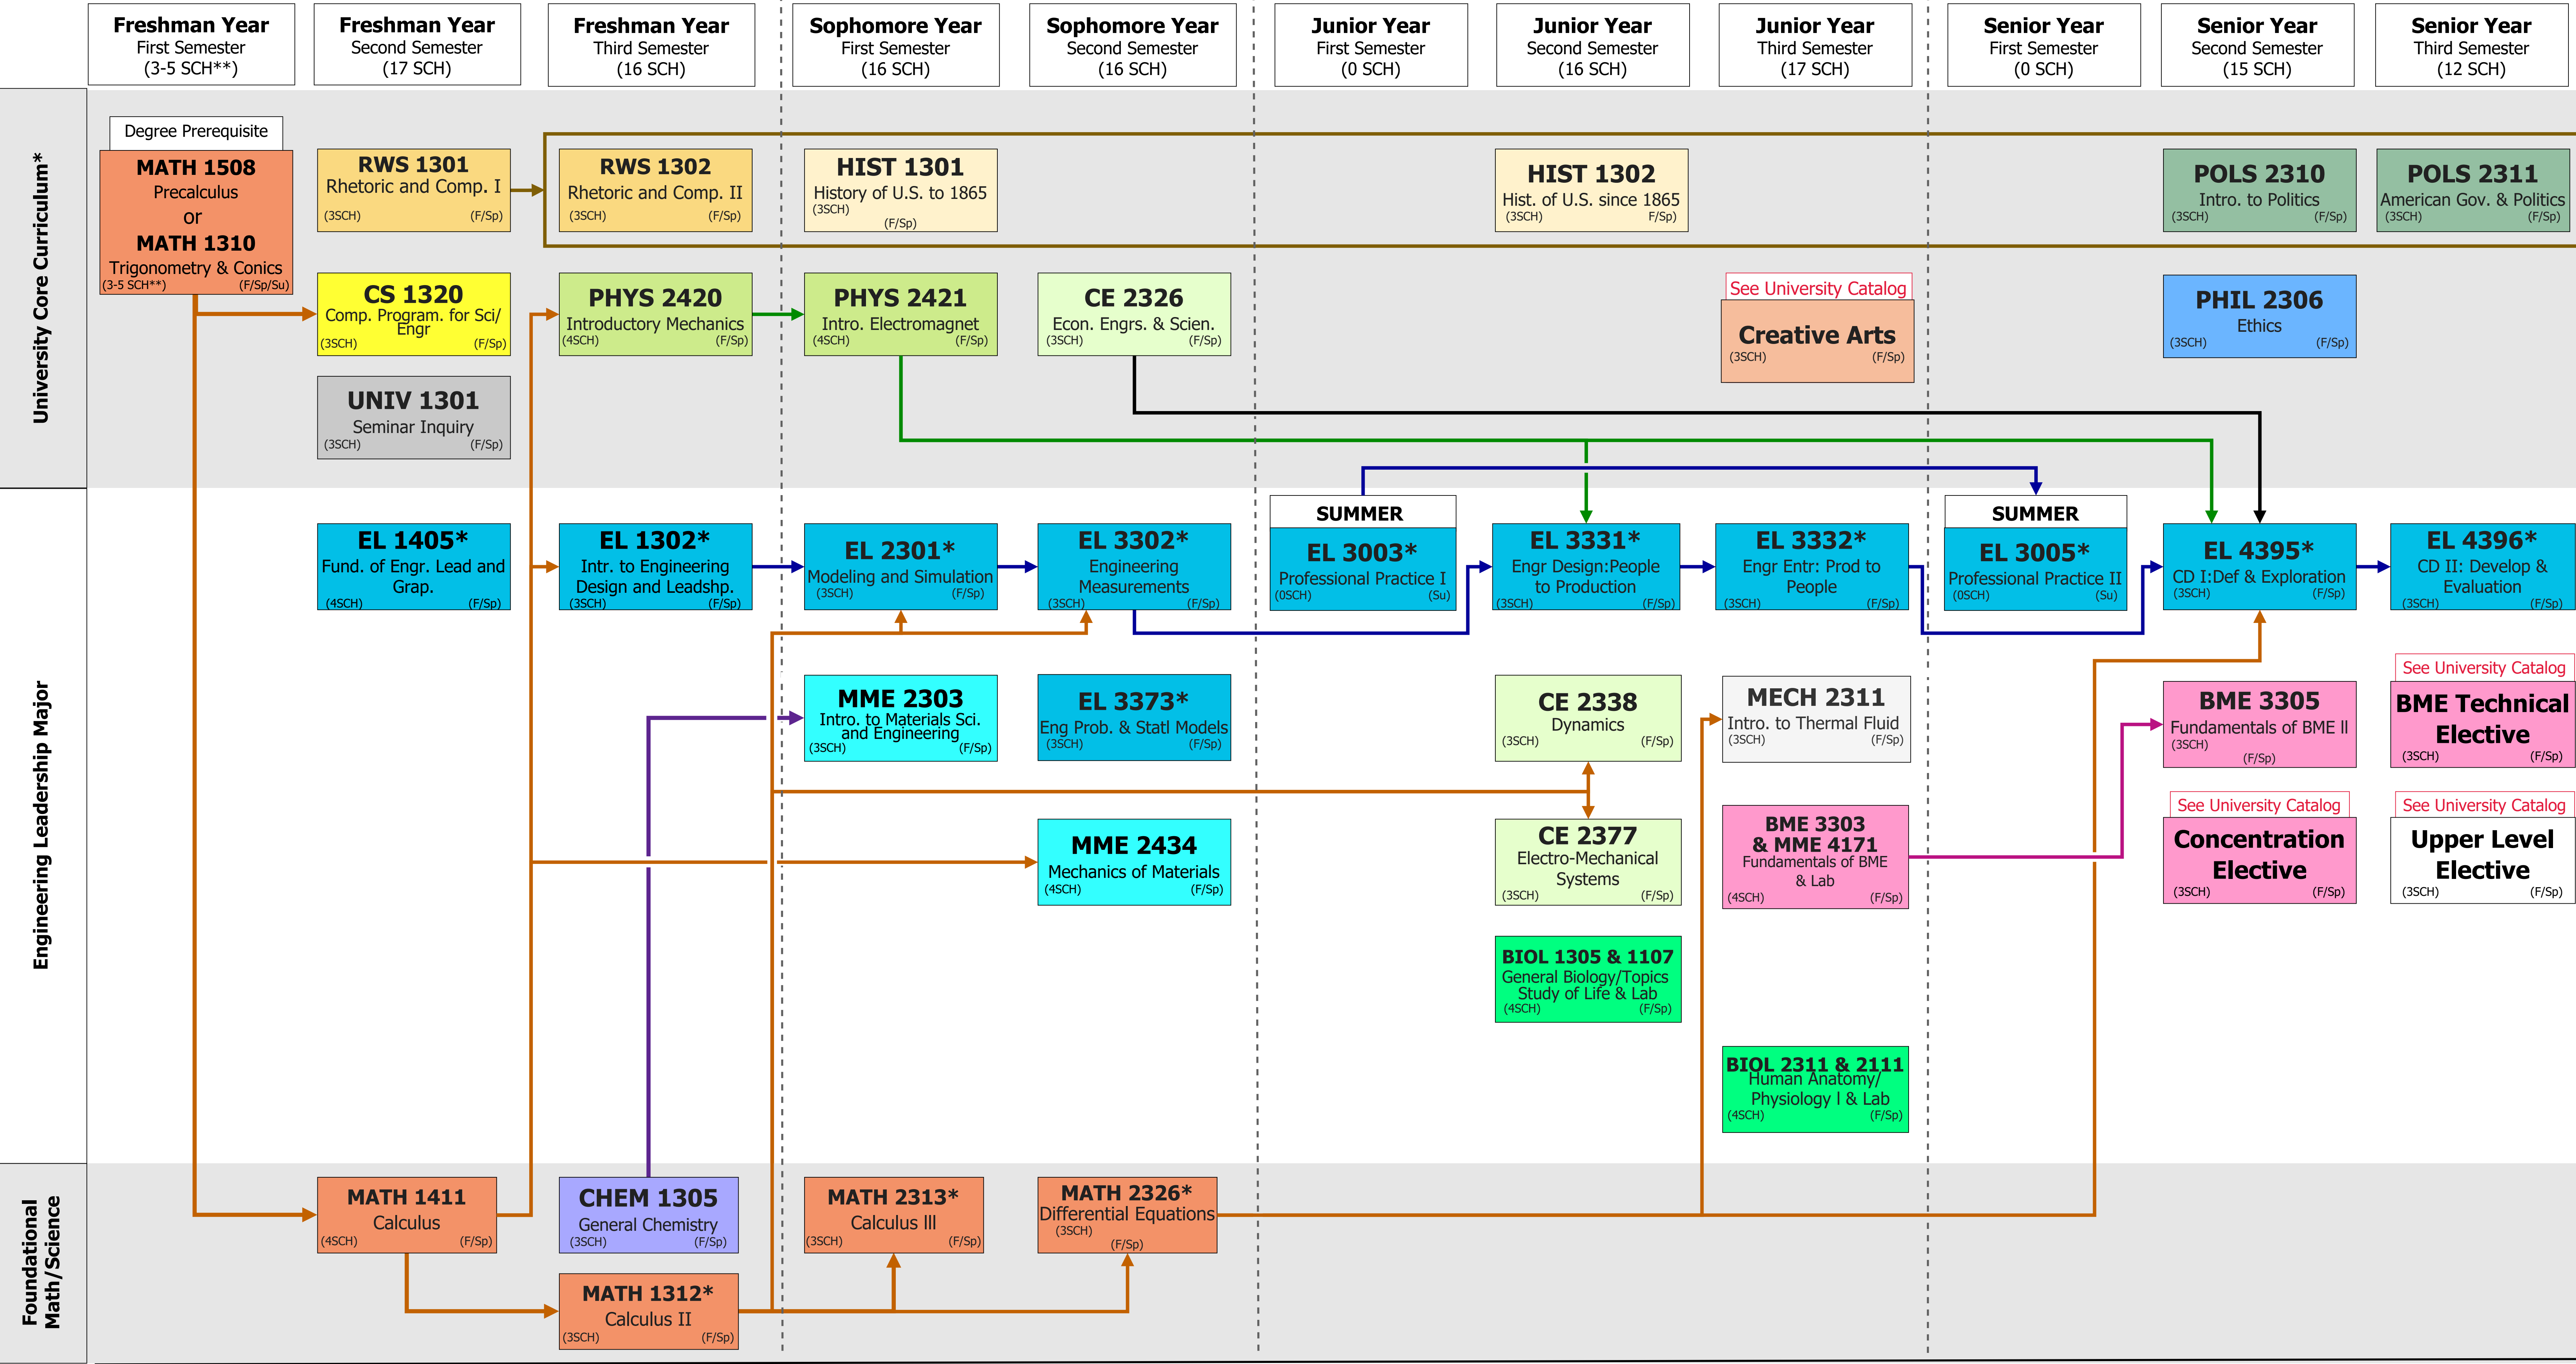 Freshman Year
First Semester
(3-5 SCH**)
Freshman Year
Second Semester
(17 SCH)
Freshman Year
Third Semester
(16 SCH)
Sophomore Year
First Semester
(16 SCH)
Sophomore Year
Second Semester
(16 SCH)
Junior Year
First Semester
(0 SCH)
Junior Year
Second Semester
(16 SCH)
Junior Year
Third Semester
(17 SCH)
Senior Year
First Semester
(0 SCH)
Senior Year
Second Semester
(15 SCH)
Senior Year
Third Semester
(12 SCH)
University Core Curriculum*
Degree Prerequisite
MATH 1508
Precalculus
or
MATH 1310
Trigonometry & Conics
(3-5 SCH**) (F/Sp/Su)
RWS 1301
Rhetoric and Comp. I
(3SCH) (F/Sp)
RWS 1302
Rhetoric and Comp. II
(3SCH) (F/Sp)
HIST 1301
History of U.S. to 1865
(3SCH)
(F/Sp)
HIST 1302
Hist. of U.S. since 1865
(3SCH) F/Sp)
POLS 2310
Intro. to Politics
(3SCH) (F/Sp)
POLS 2311
American Gov. & Politics
(3SCH) (F/Sp)
CS 1320
Comp. Program. for Sci/
Engr
(3SCH) (F/Sp)
PHYS 2420
Introductory Mechanics
(4SCH) (F/Sp)
PHYS 2421
Intro. Electromagnet
(4SCH) (F/Sp)
CE 2326
Econ. Engrs. & Scien.
(3SCH) (F/Sp)
See University Catalog
Creative Arts
(3SCH) (F/Sp)
PHIL 2306
Ethics
(3SCH) (F/Sp)
UNIV 1301
Seminar Inquiry
(3SCH) (F/Sp)
Engineering Leadership Major
EL 1405*
Fund. of Engr. Lead and
Grap.
(4SCH) (F/Sp)
EL 1302*
Intr. to Engineering
Design and Leadshp.
(3SCH) (F/Sp)
EL 2301*
Modeling and Simulation
(3SCH) (F/Sp)
EL 3302*
Engineering
Measurements
(3SCH) (F/Sp)
SUMMER
EL 3003*
Professional Practice I
(0SCH) (Su)
EL 3331*
Engr Design:People
to Production
(3SCH) (F/Sp)
EL 3332*
Engr Entr: Prod to
People
(3SCH) (F/Sp)
SUMMER
EL 3005*
Professional Practice II
(0SCH) (Su)
EL 4395*
CD I:Def & Exploration
(3SCH) (F/Sp)
EL 4396*
CD II: Develop &
Evaluation
(3SCH) (F/Sp)
MME 2303
Intro. to Materials Sci.
and Engineering
(3SCH) (F/Sp)
EL 3373*
Eng Prob. & Statl Models
(3SCH) (F/Sp)
CE 2338
Dynamics
(3SCH) (F/Sp)
MECH 2311
Intro. to Thermal Fluid
(3SCH) (F/Sp)
BME 3305
Fundamentals of BME ll
(3SCH)
(F/Sp)
See University Catalog
BME Technical
Elective
(3SCH) (F/Sp)
MME 2434
Mechanics of Materials
(4SCH) (F/Sp)
CE 2377
Electro-Mechanical
Systems
(3SCH) (F/Sp)
BME 3303
& MME 4171
Fundamentals of BME
& Lab
(4SCH) (F/Sp)
See University Catalog
Concentration
Elective
(3SCH) (F/Sp)
See University Catalog
Upper Level
Elective
(3SCH) (F/Sp)
BIOL 1305 & 1107
General Biology/Topics
Study of Life & Lab
(4SCH) (F/Sp)
BIOL 2311 & 2111
Human Anatomy/
Physiology l & Lab
(4SCH) (F/Sp)
Foundational
Math/Science
MATH 1411
Calculus
(4SCH) (F/Sp)
CHEM 1305
General Chemistry
(3SCH) (F/Sp)
MATH 2313*
Calculus lll
(3SCH) (F/Sp)
MATH 2326*
Differential Equations
(3SCH)
(F/Sp)
MATH 1312*
Calculus II
(3SCH) (F/Sp)